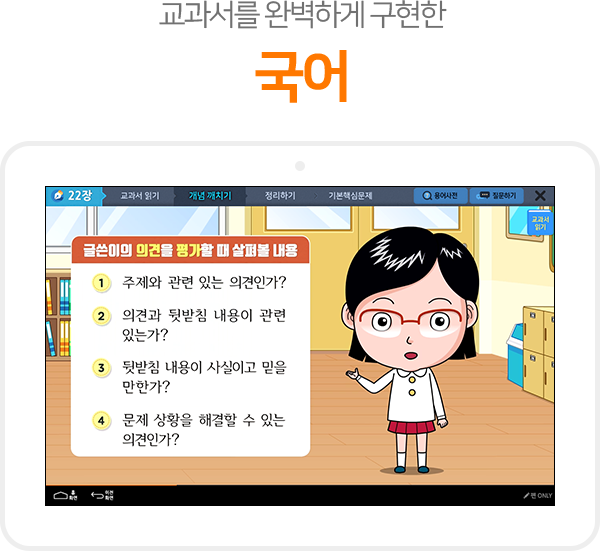 교과서를 완벽하게 구현한
국어
22장 교과서 읽기 개념 깨치기 정리하기 기본핵심문제 용어사전 질문하기
교과서
읽기
글쓴이의 의견을 평가할 때 살펴볼 내용
1 주제와 관련 있는 의견인가?
2 의견과 뒷받침 내용이 관련
있는가?
3 뒷받침 내용이 사실이고 믿을
만한가?
4 문제 상황을 해결할 수 있는
의견인가?
홈
화면
이전
화면
펜 ONLY